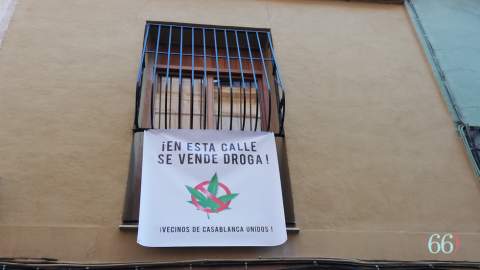 ¡EN ESTA CALLE
SE VENDE DROGA!
¡VECINOS DE CASABLANCA UNIDOS!
66